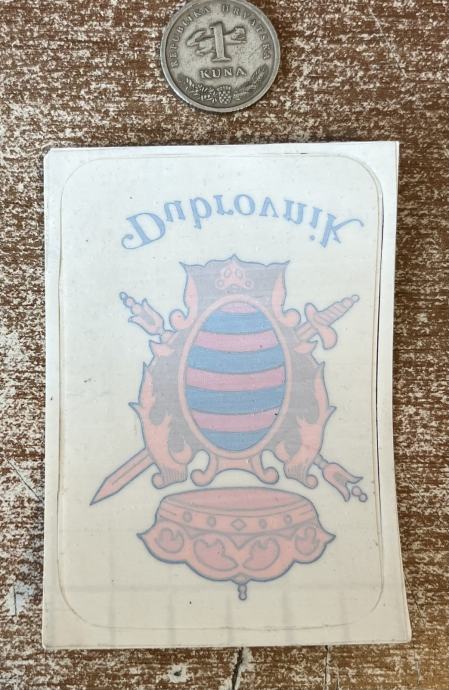 REPUBLIKA HRVATSKA
1
KUNA
Dubrovnik